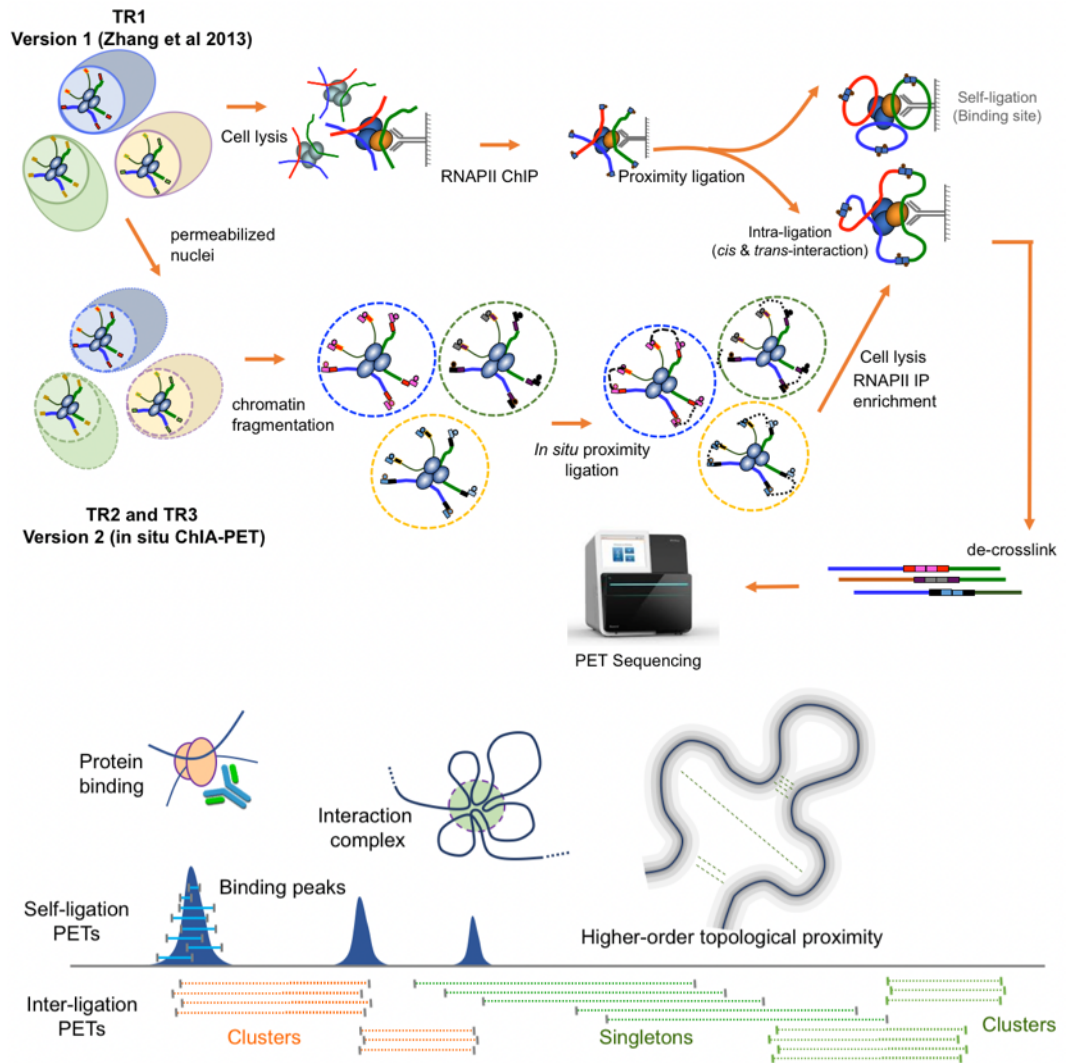 TR1
Version 1 (Zhang et al 2013)
Cell lysis
RNAPII ChIP
Proximity ligation
Self-ligation
(Binding site)
Intra-ligation
(cis & trans-interaction)
permeabilized
nuclei
chromatin
fragmentation
In situ proximity
ligation
Cell lysis
RNAPII IP
enrichment
TR2 and TR3
Version 2 (in situ ChIA-PET)
de-crosslink
PET Sequencing
Protein
binding
Interaction
complex
Binding peaks
Self-ligation
PETs
Higher-order topological proximity
Inter-ligation
PETs
Clusters
Singletons
Clusters